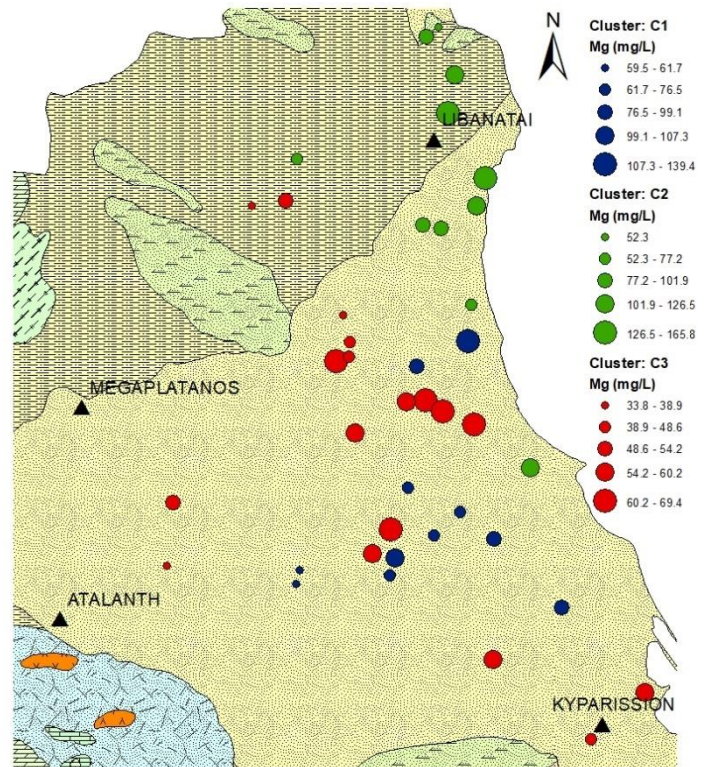 N
Cluster: C1
Mg (mg/L)
59.5 - 61.7
61.7 - 76.5
76.5 - 99.1
99.1 - 107.3
107.3 - 139.4
Cluster: C2
Mg (mg/L)
52.3
52.3 - 77.2
77.2 - 101.9
101.9 - 126.5
126.5 - 165.8
Cluster: C3
Mg (mg/L)
33.8 - 38.9
38.9 - 48.6
48.6 - 54.2
54.2 - 60.2
60.2 - 69.4
LIBANATAI
MEGAPLATANOS
ATALANTH
KYPARISSION